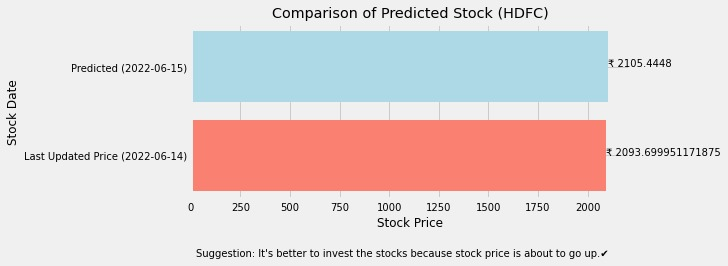 Comparison of Predicted Stock (HDFC)
Predicted (2022-06-15)
₹ 2105.4448
Stock Date
Last Updated Price (2022-06-14)
₹ 2093.699951171875
0 250 500 750 1000 1250 1500 1750 2000
Stock Price
Suggestion: It's better to invest the stocks because stock price is about to go up.✔